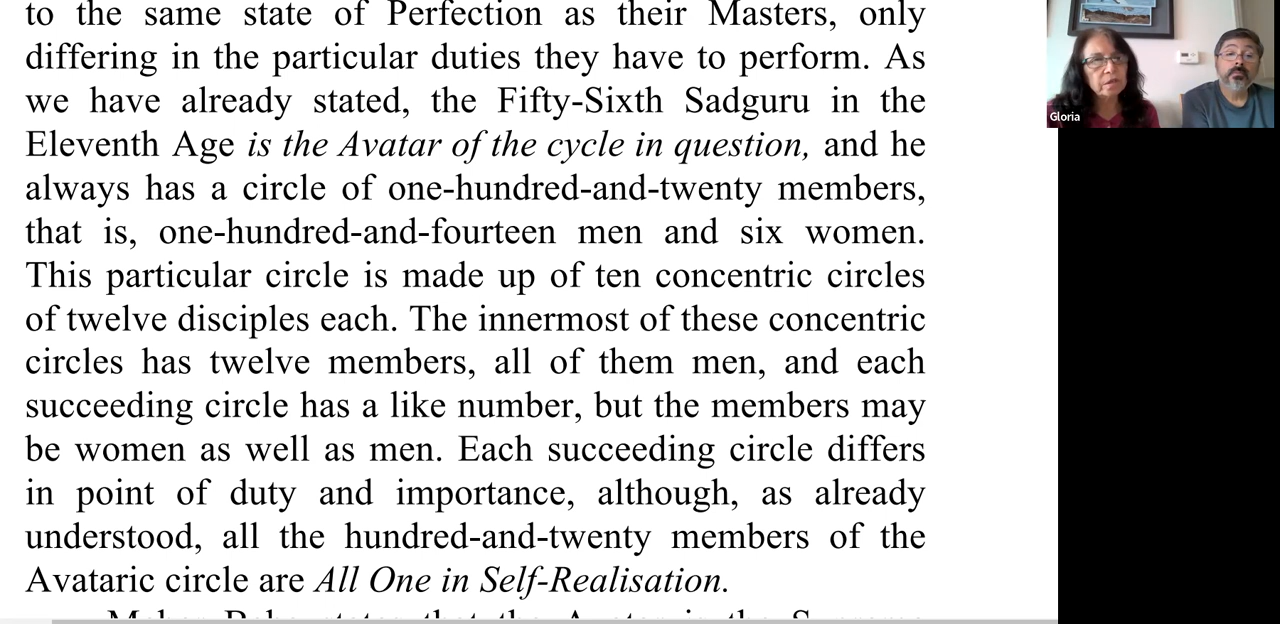 to the same state of Perfection as their Masters, only
differing in the particular duties they have to perform. As
we have already stated, the Fifty-Sixth Sadguru in the
Eleventh Age is the Avatar of the cycle in question, and he
always has a circle of one-hundred-and-twenty members,
that is, one-hundred-and-fourteen men and six women.
This particular circle is made up of ten concentric circles
of twelve disciples each. The innermost of these concentric
circles has twelve members, all of them men, and each
succeeding circle has a like number, but the members may
be women as well as men. Each succeeding circle differs
in point of duty and importance, although, as already
understood, all the hundred-and-twenty members of the
Avataric circle are All One in Self-Realisation.
Gloria